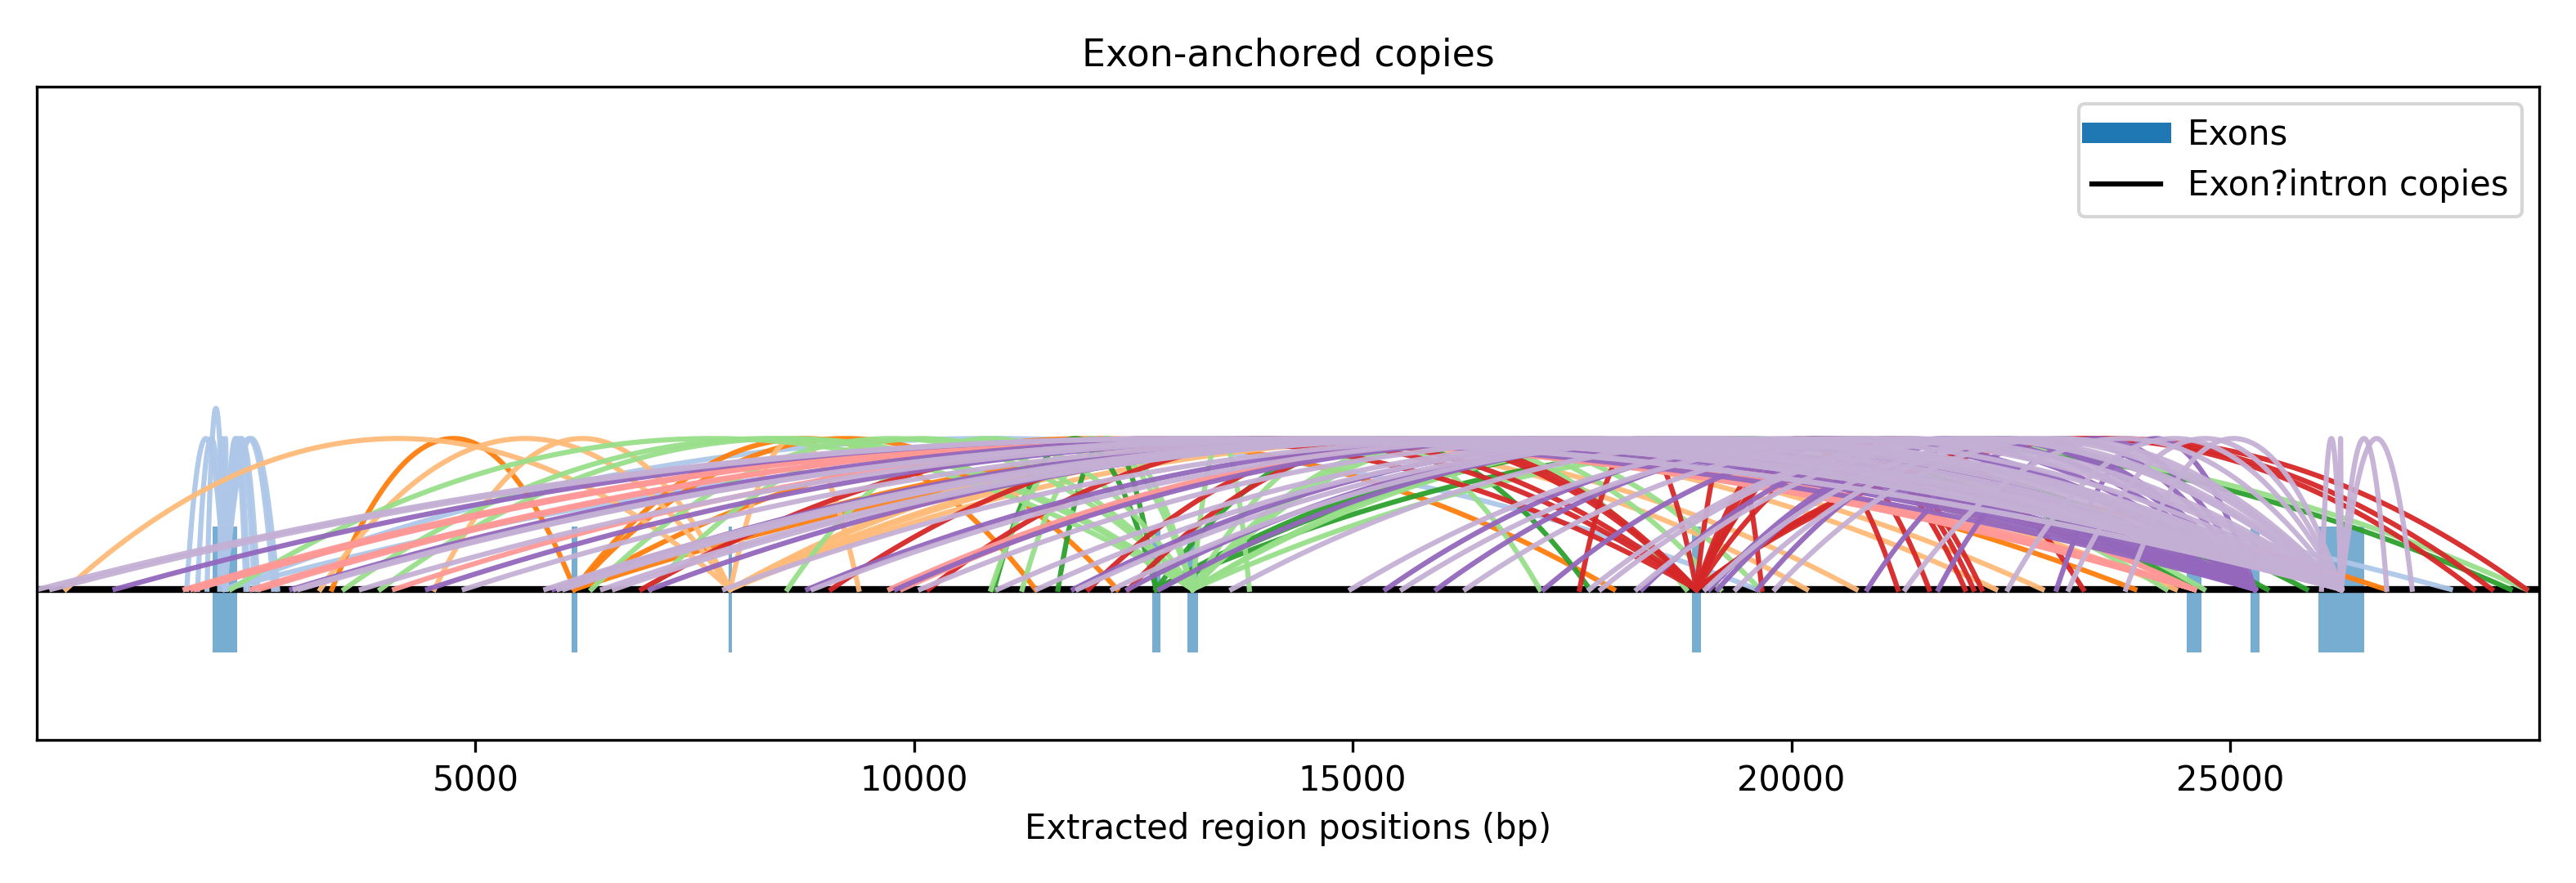 Exon-anchored copies
Exons
Exon?intron copies
5000 10000 15000 20000 25000
Extracted region positions (bp)